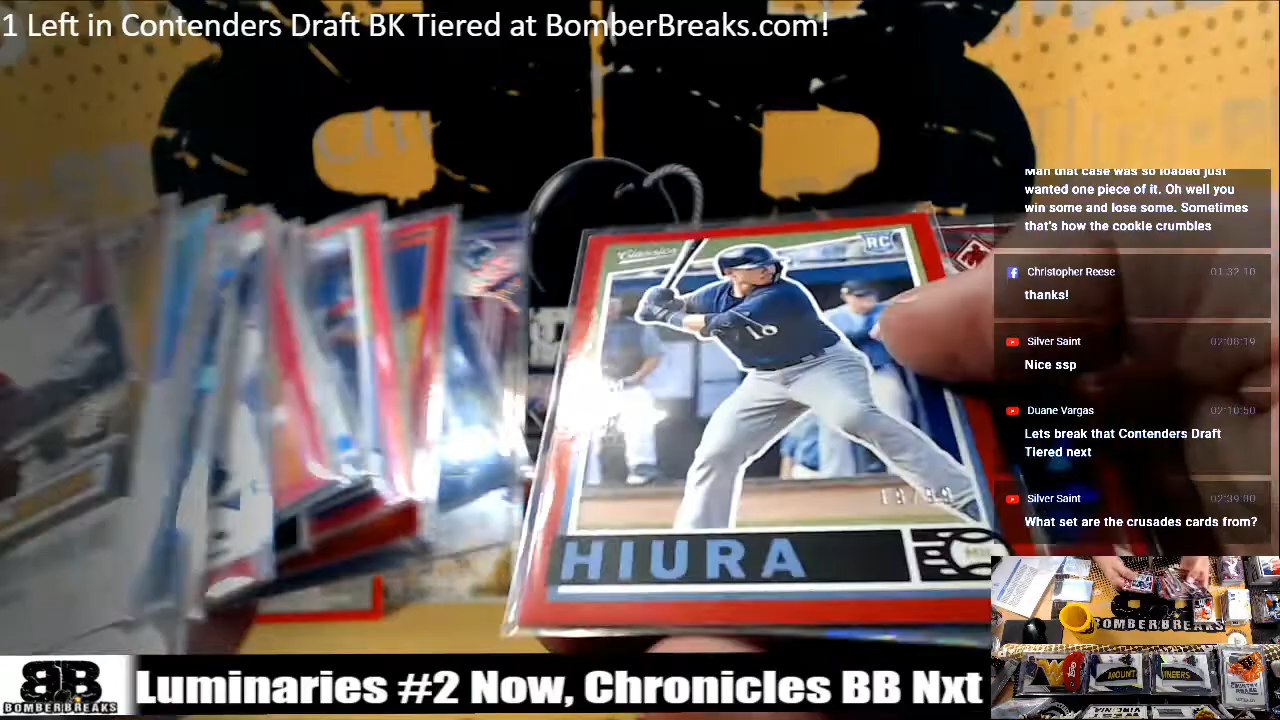 1 Left in Contenders Draft BK Tiered at BomberBreaks.com!
Classics
RC
16
HIURA
Man that case was so loaded just
wanted one piece of it. Oh well you
win some and lose some. Sometimes
that's how the cookie crumbles
Christopher Reese 01:32:10
thanks!
Silver Saint 02:08:19
Nice ssp
Duane Vargas 02:10:50
Lets break that Contenders Draft
Tiered next
Silver Saint 02:39:00
What set are the crusades cards from?
BOMBERBREAKS
MOUNT
BB
BOMBERBREAKS
Luminaries #2 Now, Chronicles BB Nxt